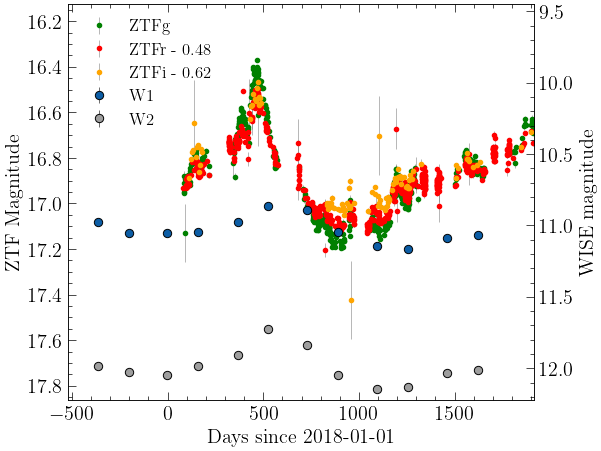 ZTFg
ZTFr - 0.48
ZTFi - 0.62
W1
W2
ZTF Magnitude
16.2
16.4
16.6
16.8
17.0
17.2
17.4
17.6
17.8
WISE magnitude
9.5
10.0
10.5
11.0
11.5
12.0
−500
0
500
1000
1500
Days since 2018-01-01